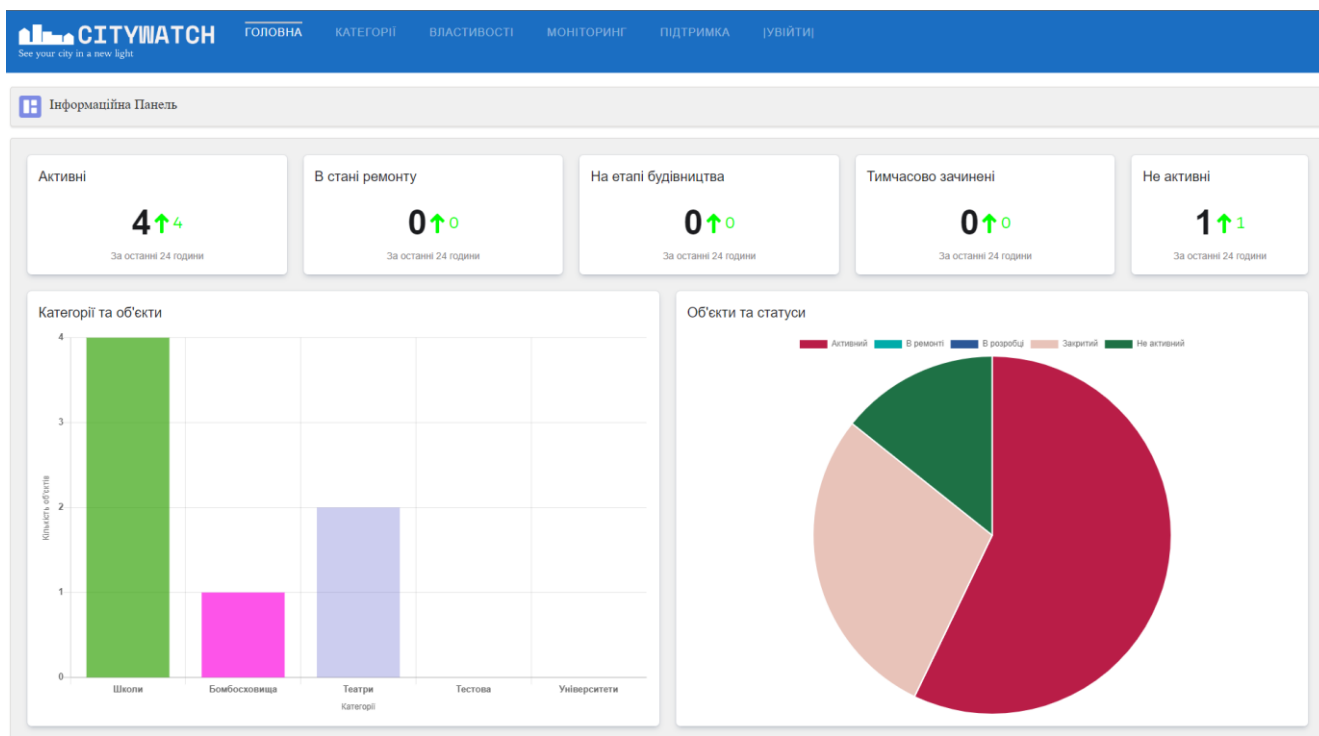 CITYWATCH
See your city in a new light
ГОЛОВНА КАТЕГОРІЇ ВЛАСТИВОСТІ МОНІТОРИНГ ПІДТРИМКА |УВІЙТИ|
Інформаційна Панель
Активні
4 4
За останні 24 години
В стані ремонту
0 0
За останні 24 години
На етапі будівництва
0 0
За останні 24 години
Тимчасово зачинені
0 0
За останні 24 години
Не активні
1 1
За останні 24 години
Категорії та об'єкти
4
3
2
1
0
Кількість об'єктів
Школи Бомбосховища Театри Тестова Університети
Категорії
Об'єкти та статуси
Активний В ремонті В розробці Закритий Не активний